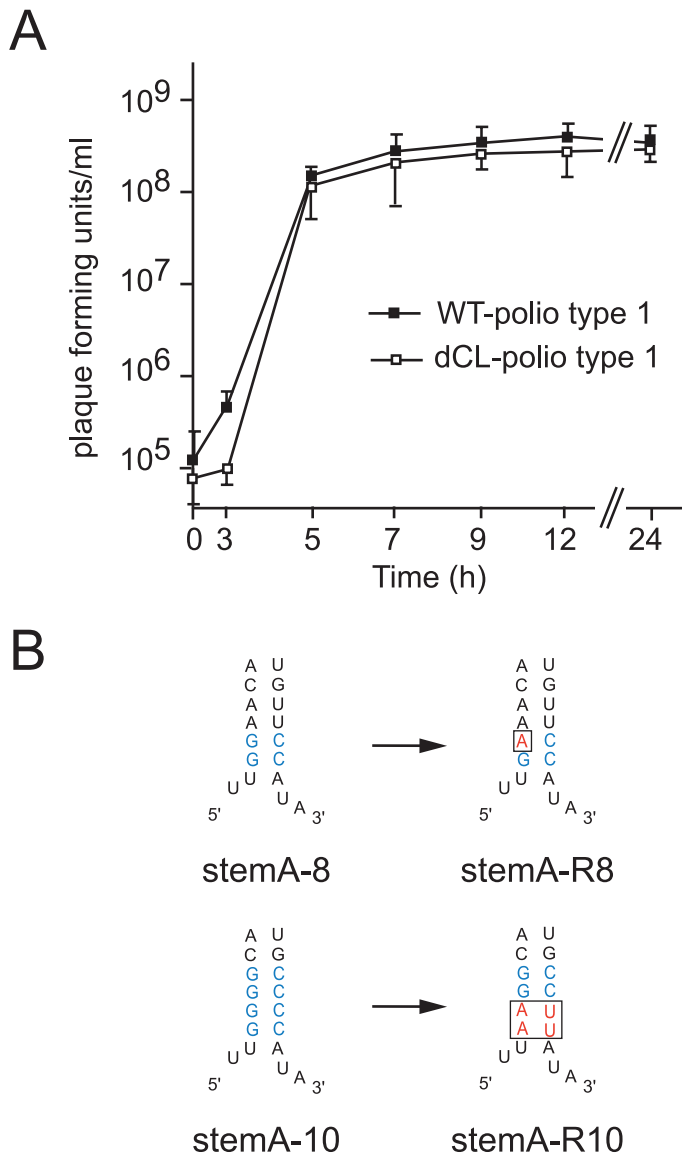 A
10⁹
10⁸
10⁷
10⁶
10⁵
plaque forming units/ml
WT-polio type 1
dCL-polio type 1
0 3 5 7 9 12 24
Time (h)
B
A U A U
C G C G
A U A U
A U A U
G C A C
G C G C
U A U A
U U U U
5' A 3' 5' A 3'
stemA-8 stemA-R8
A U A U
C G C G
G C G C
G C G C
G C A U
G C A U
U A U A
U U U U
5' A 3' 5' A 3'
stemA-10 stemA-R10